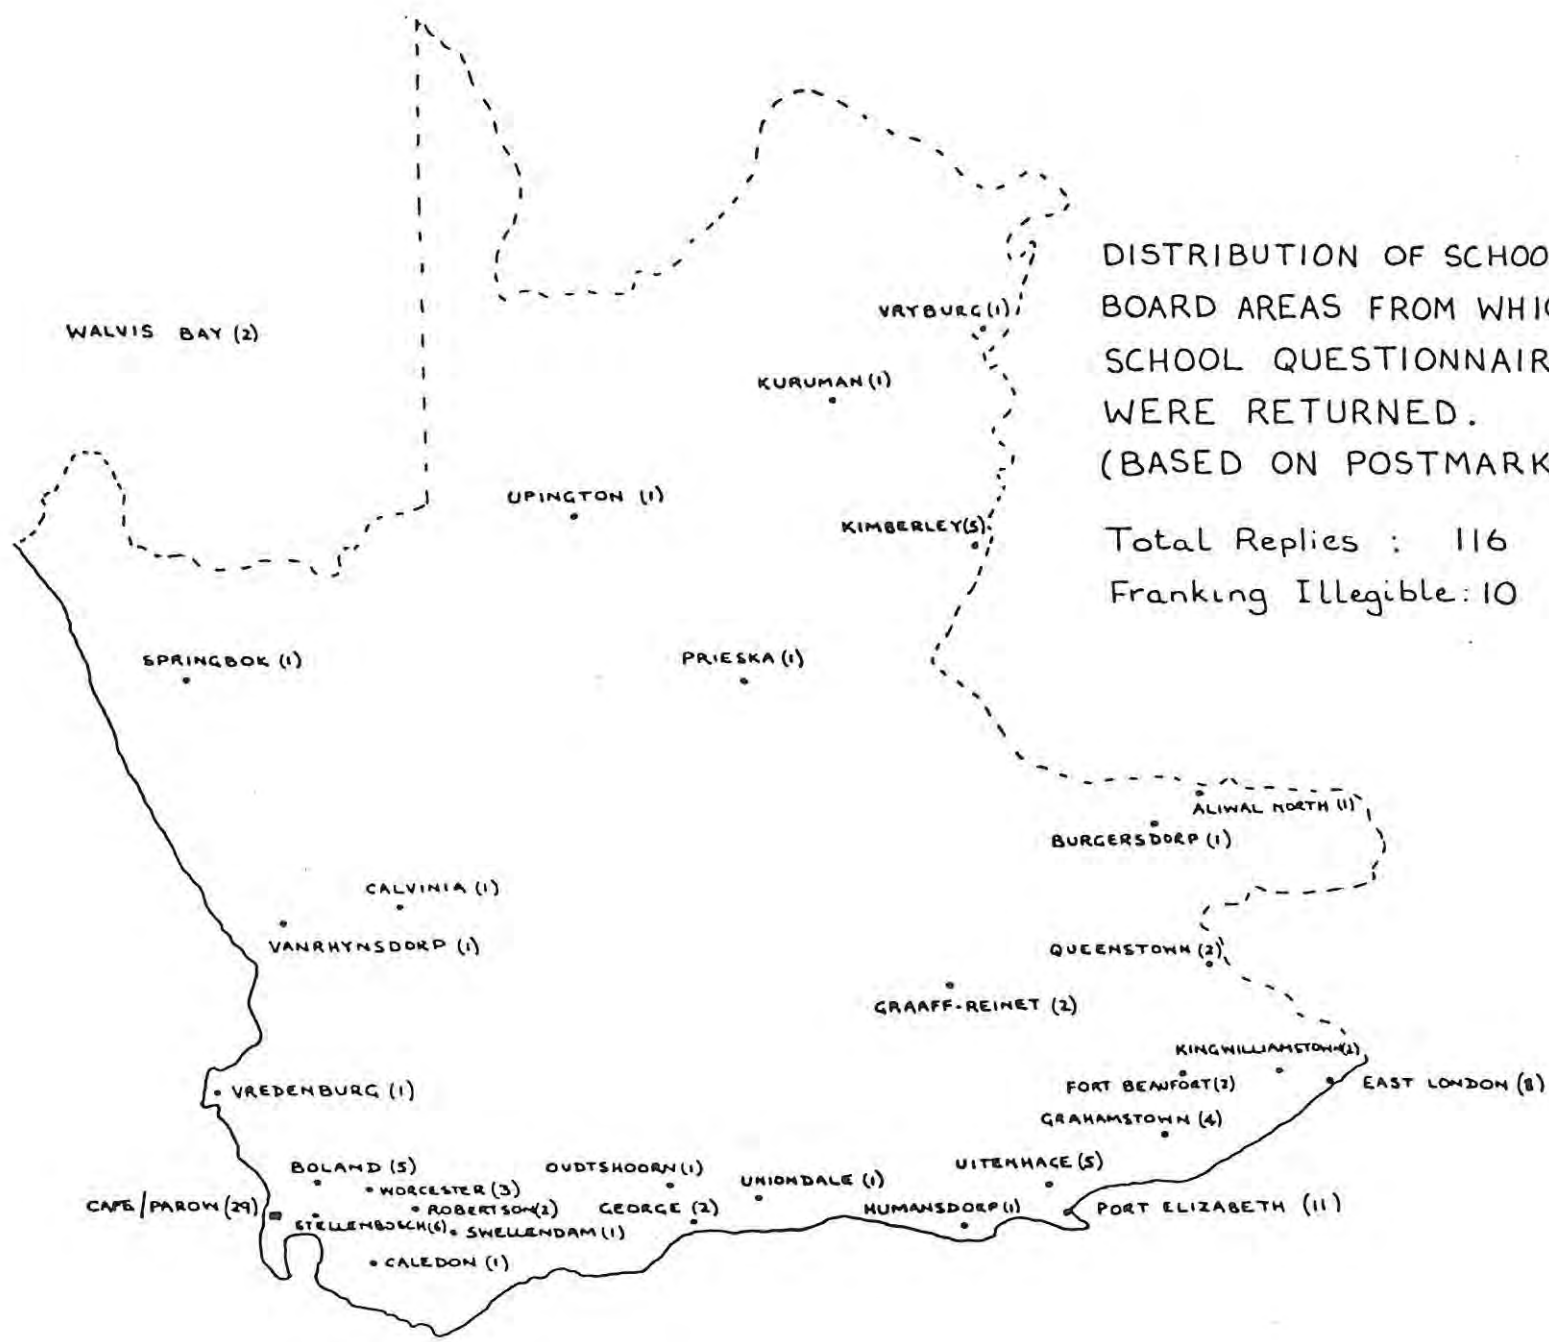 DISTRIBUTION OF SCHOO
BOARD AREAS FROM WHIC
SCHOOL QUESTIONNAIR
WERE RETURNED.
(BASED ON POSTMARK
Total Replies : 116
Franking Illegible: 10
WALVIS BAY (2)
VRYBURG (1)
KURUMAN (1)
UPINGTON (1)
KIMBERLEY (5)
SPRINGBOK (1)
PRIESKA (1)
ALIWAL NORTH (1)
BURGERSDORP (1)
CALVINIA (1)
VANRHYNSDORP (1)
QUEENSTOWN (2)
GRAAFF-REINET (2)
KINGWILLIAMSTOWN (2)
FORT BEAUFORT (2)
EAST LONDON (8)
VREDENBURG (1)
GRAHAMSTOWN (4)
BOLAND (5)
OUDTSHOORN (1)
UITENHAGE (5)
WORCESTER (3)
UNIONDALE (1)
CAPE/PAROW (29)
ROBERTSON (2)
GEORGE (2)
HUMANSDORP (1)
PORT ELIZABETH (11)
STELLENBOSCH (6)
SWELLENDAM (1)
CALEDON (1)